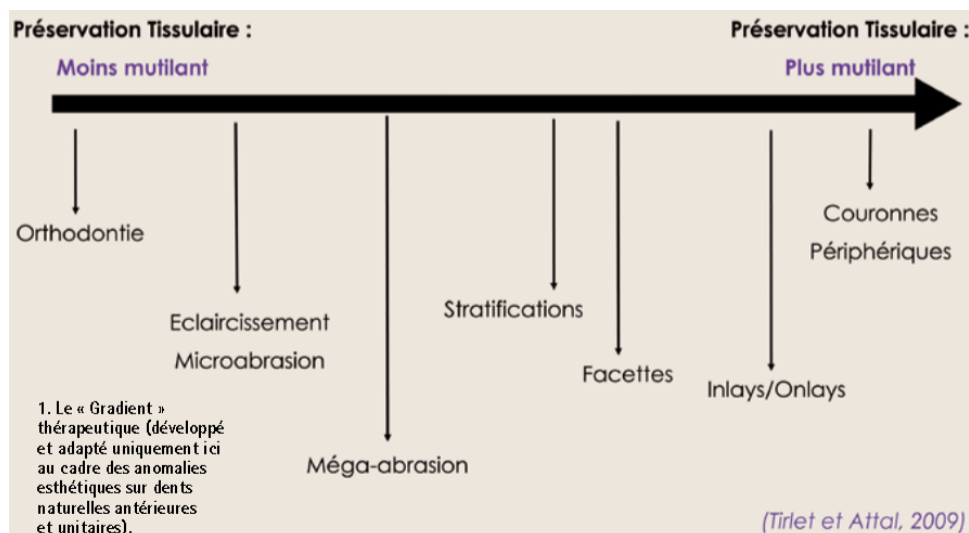 Préservation Tissulaire :
Moins mutilant
Préservation Tissulaire :
Plus mutilant
Orthodontie
Eclaircissement
Microabrasion
Méga-abrasion
Stratifications
Facettes
Inlays/Onlays
Couronnes
Périphériques
1. Le « Gradient »
thérapeutique (développé
et adapté uniquement ici
au cadre des anomalies
esthétiques sur dents
naturelles antérieures
et unitaires).
(Tirlet et Attal, 2009)